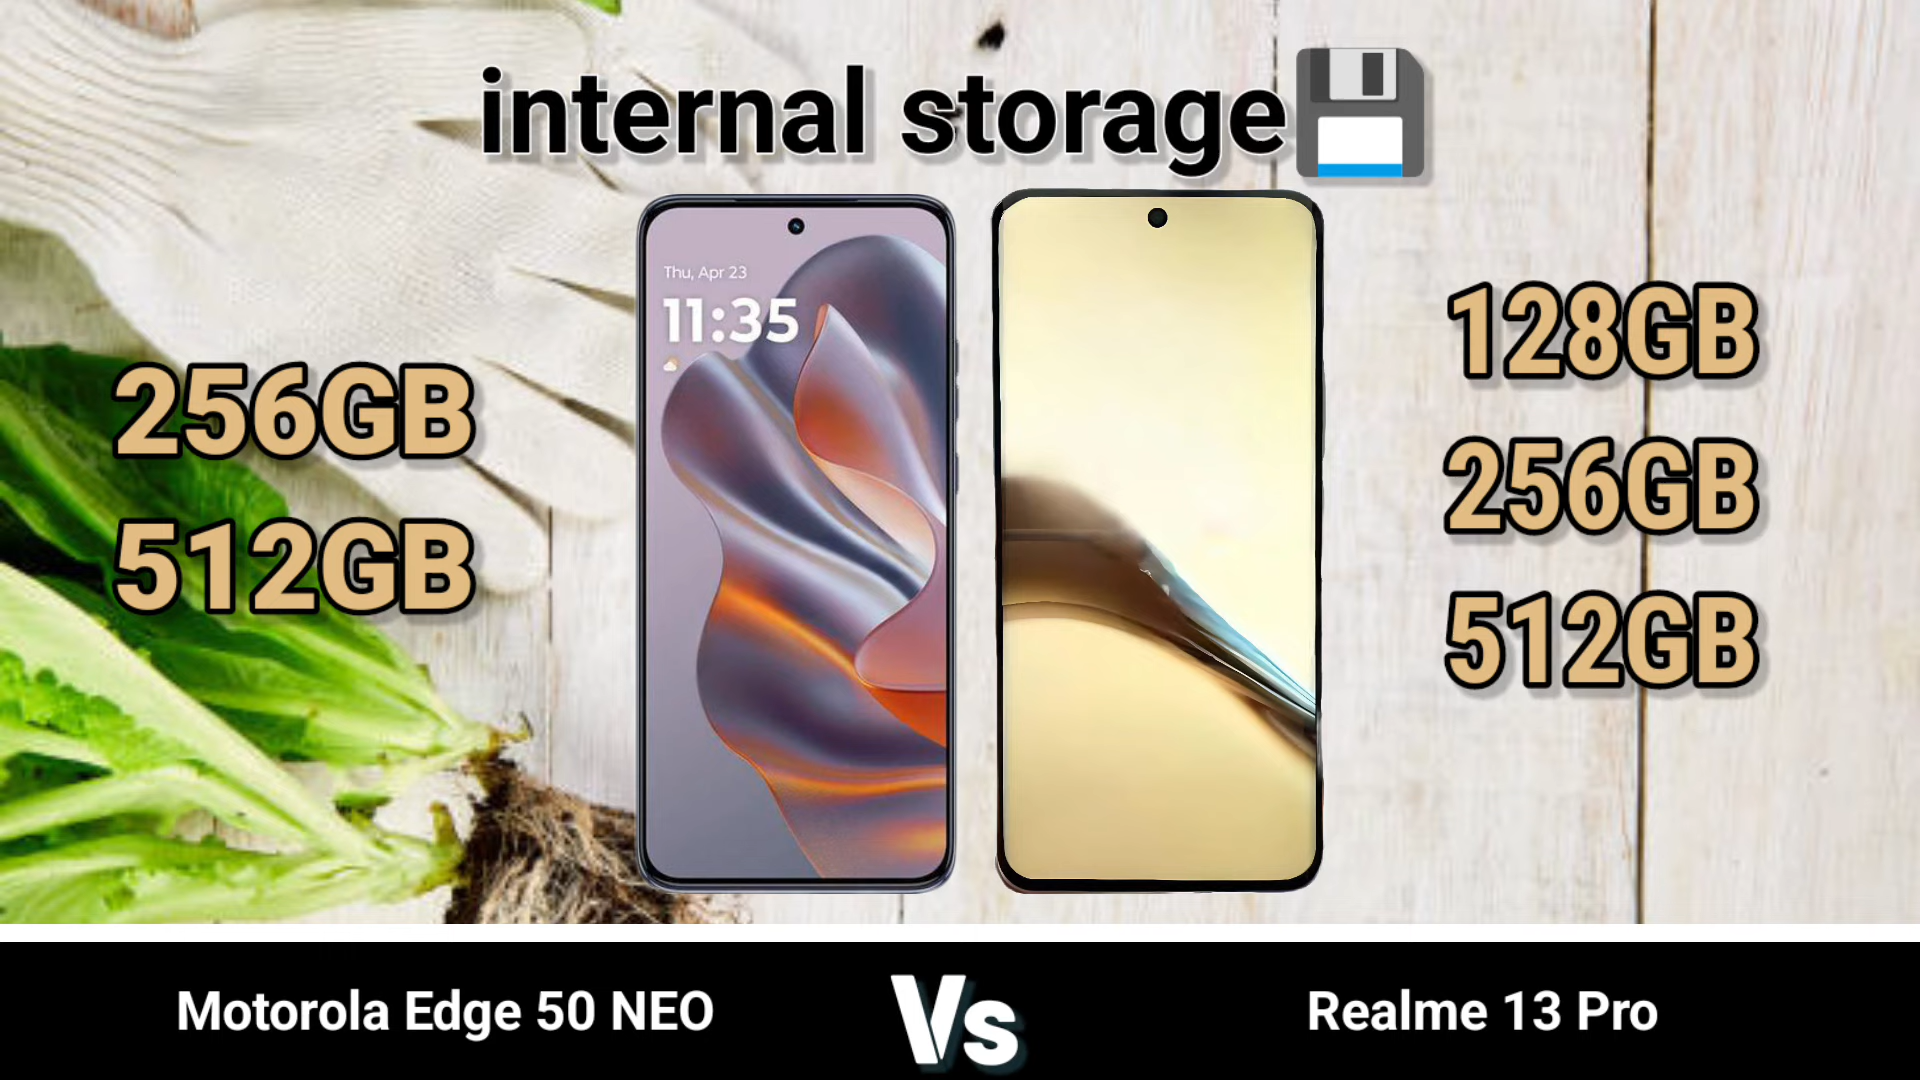 internal storage💾
Thu, Apr 23
11:35
256GB
512GB
128GB
256GB
512GB
Motorola Edge 50 NEO
Vs
Realme 13 Pro